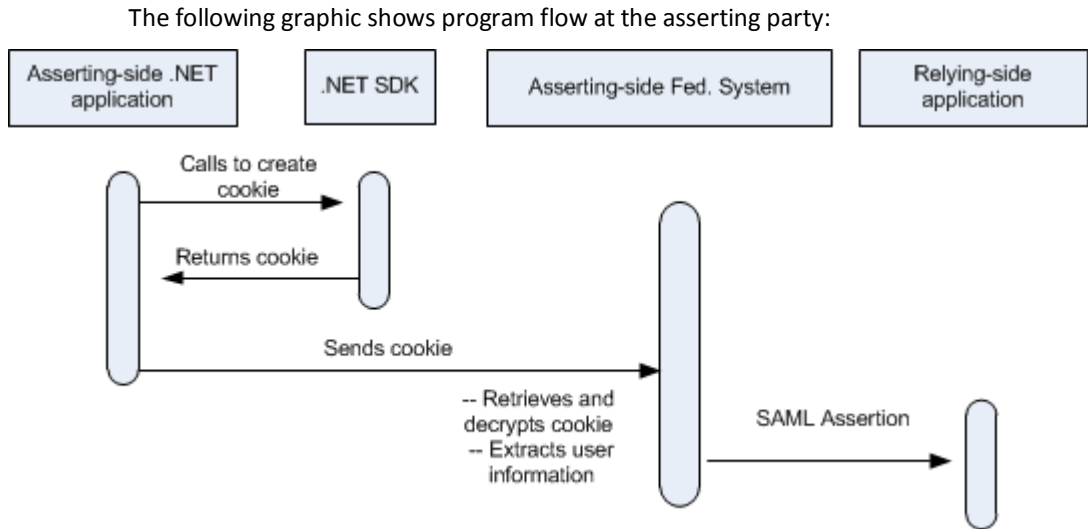 The following graphic shows program flow at the asserting party:
Asserting-side .NET
application
.NET SDK
Asserting-side Fed. System
Relying-side
application
Calls to create
cookie
Returns cookie
Sends cookie
-- Retrieves and
decrypts cookie
-- Extracts user
information
SAML Assertion